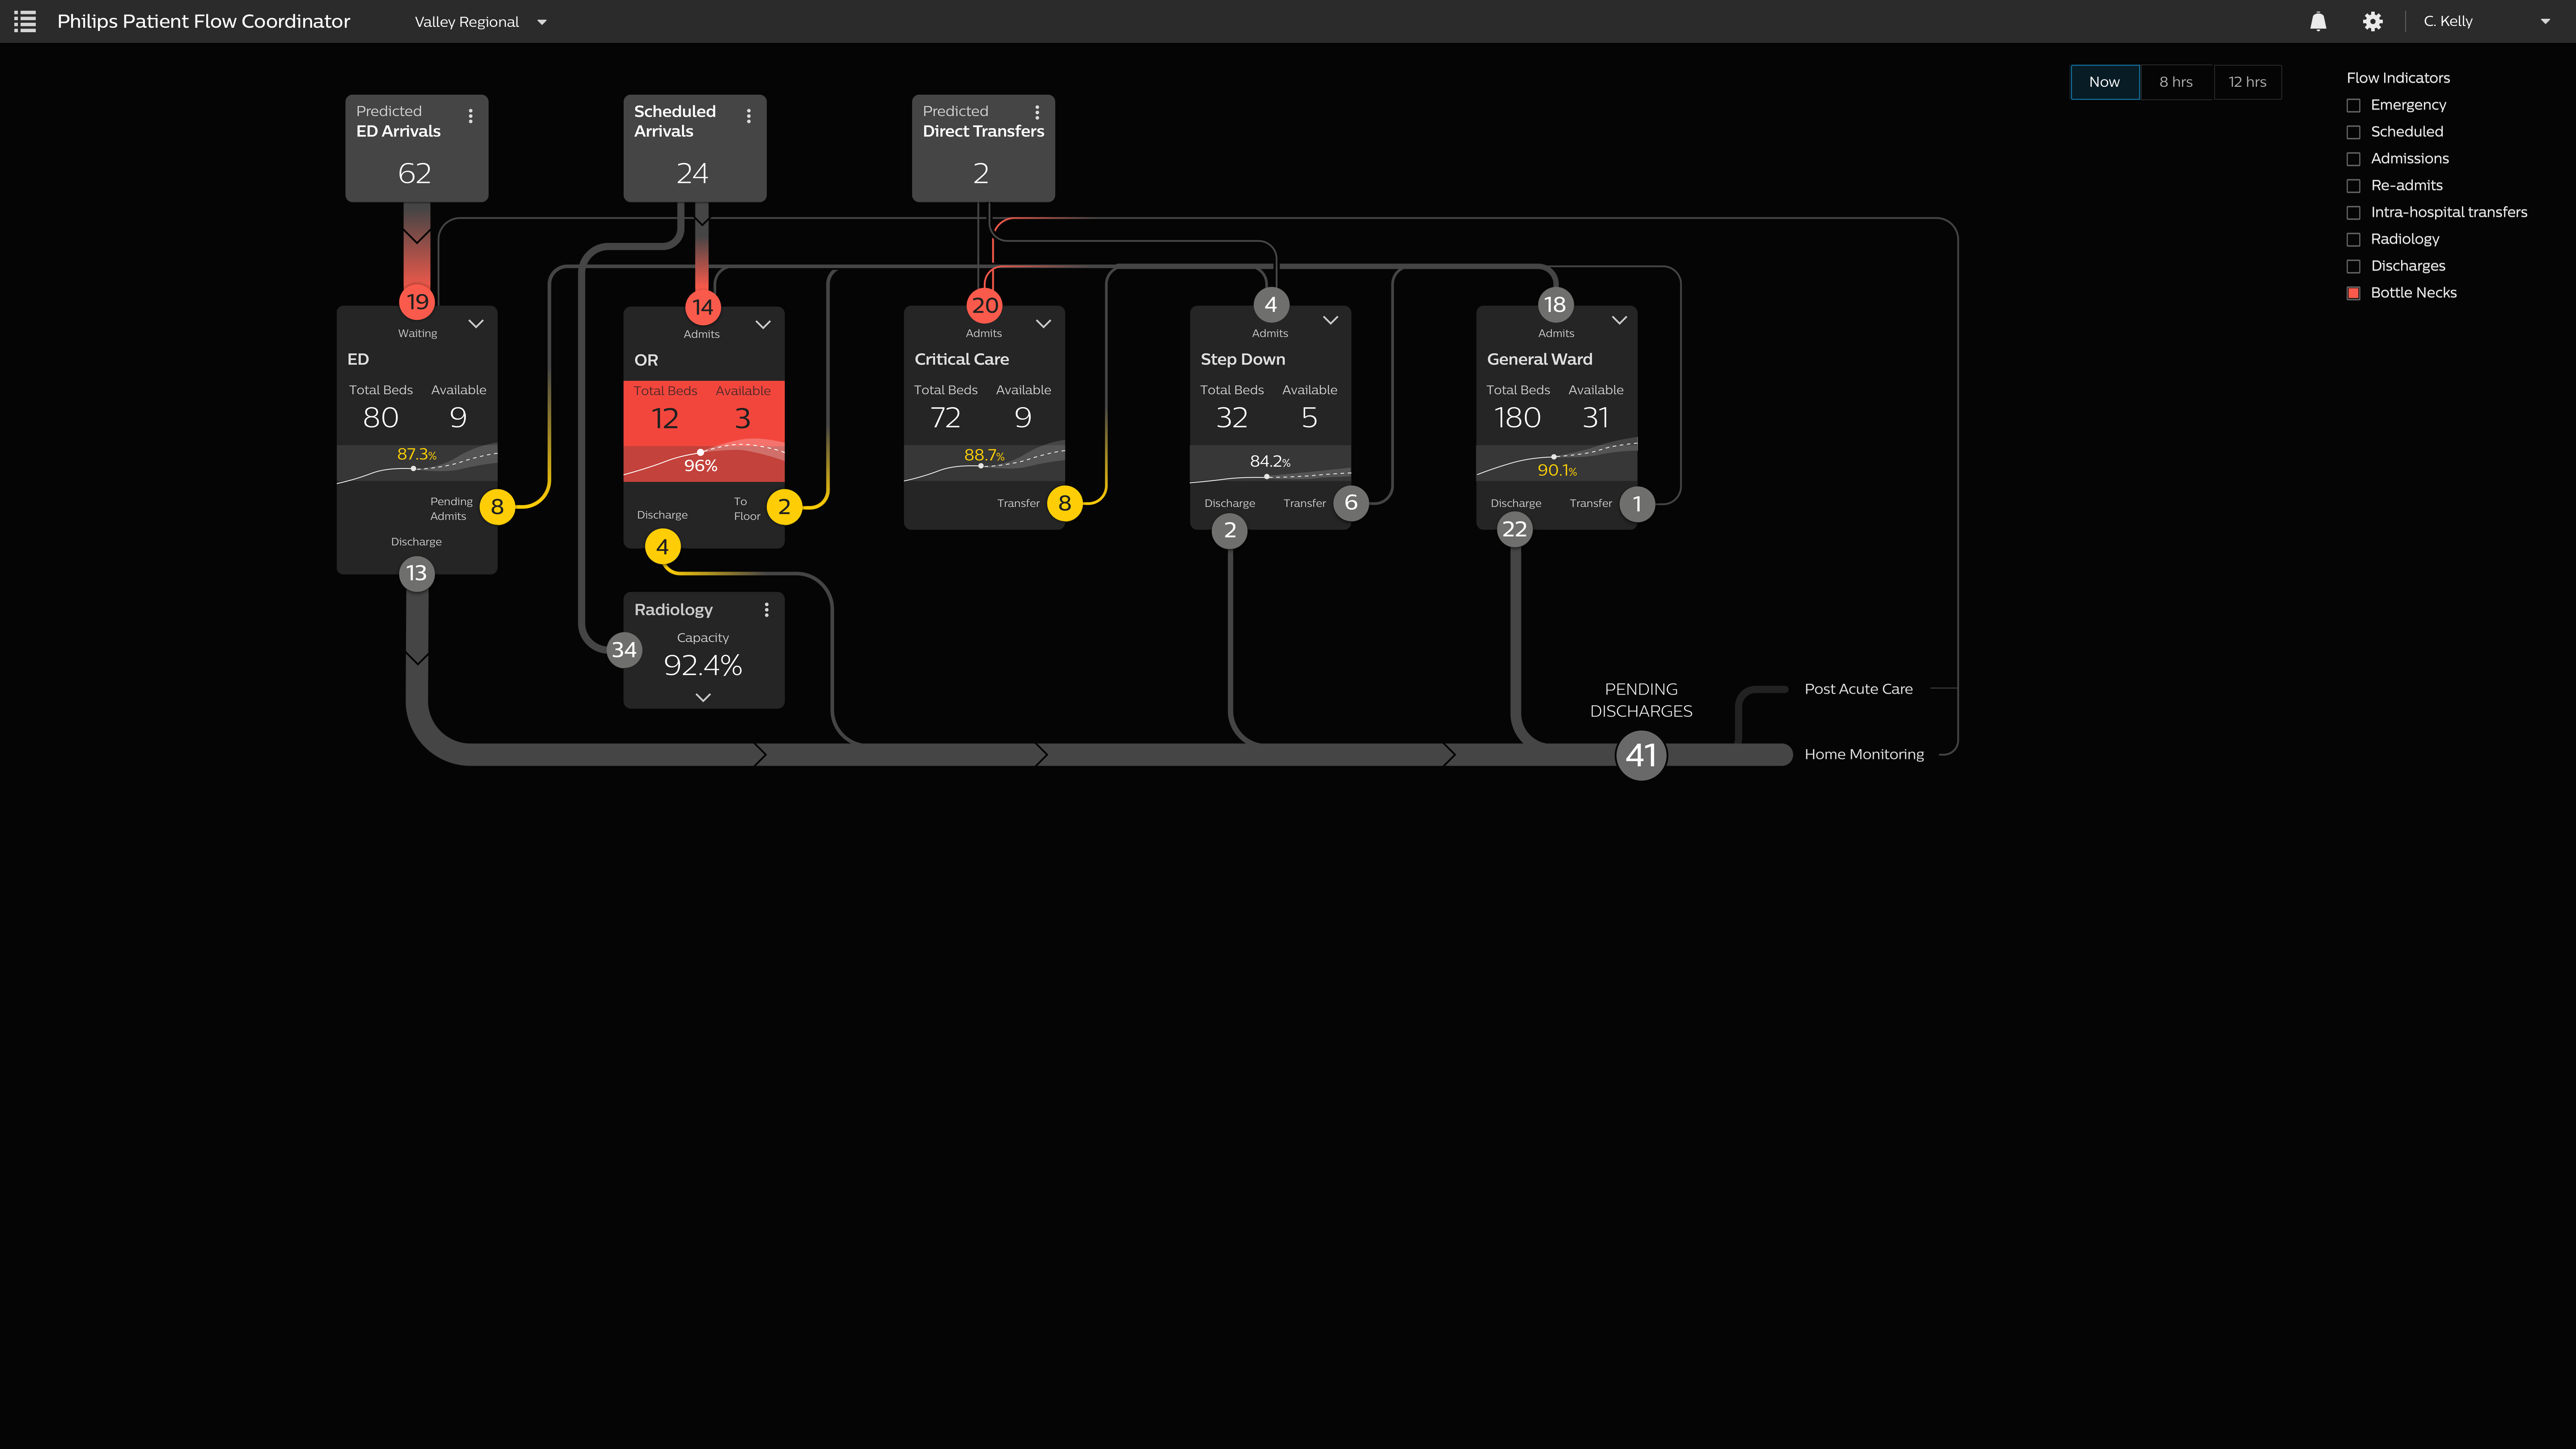 Philips Patient Flow Coordinator
Valley Regional
C. Kelly
Now
8 hrs
12 hrs
Flow Indicators
Emergency
Scheduled
Admissions
Re-admits
Intra-hospital transfers
Radiology
Discharges
Bottle Necks
Predicted
ED Arrivals
62
Scheduled
Arrivals
24
Predicted
Direct Transfers
2
19
Waiting
ED
Total Beds Available
80 9
87.3%
Pending
Admits
8
Discharge
13
14
Admits
OR
Total Beds Available
12 3
96%
To
Floor
2
Discharge
4
Radiology
Capacity
34
92.4%
20
Admits
Critical Care
Total Beds Available
72 9
88.7%
Transfer 8
4
Admits
Step Down
Total Beds Available
32 5
84.2%
Discharge Transfer 6
2
18
Admits
General Ward
Total Beds Available
180 31
90.1%
Discharge Transfer 1
22
PENDING
DISCHARGES
41
Post Acute Care
Home Monitoring